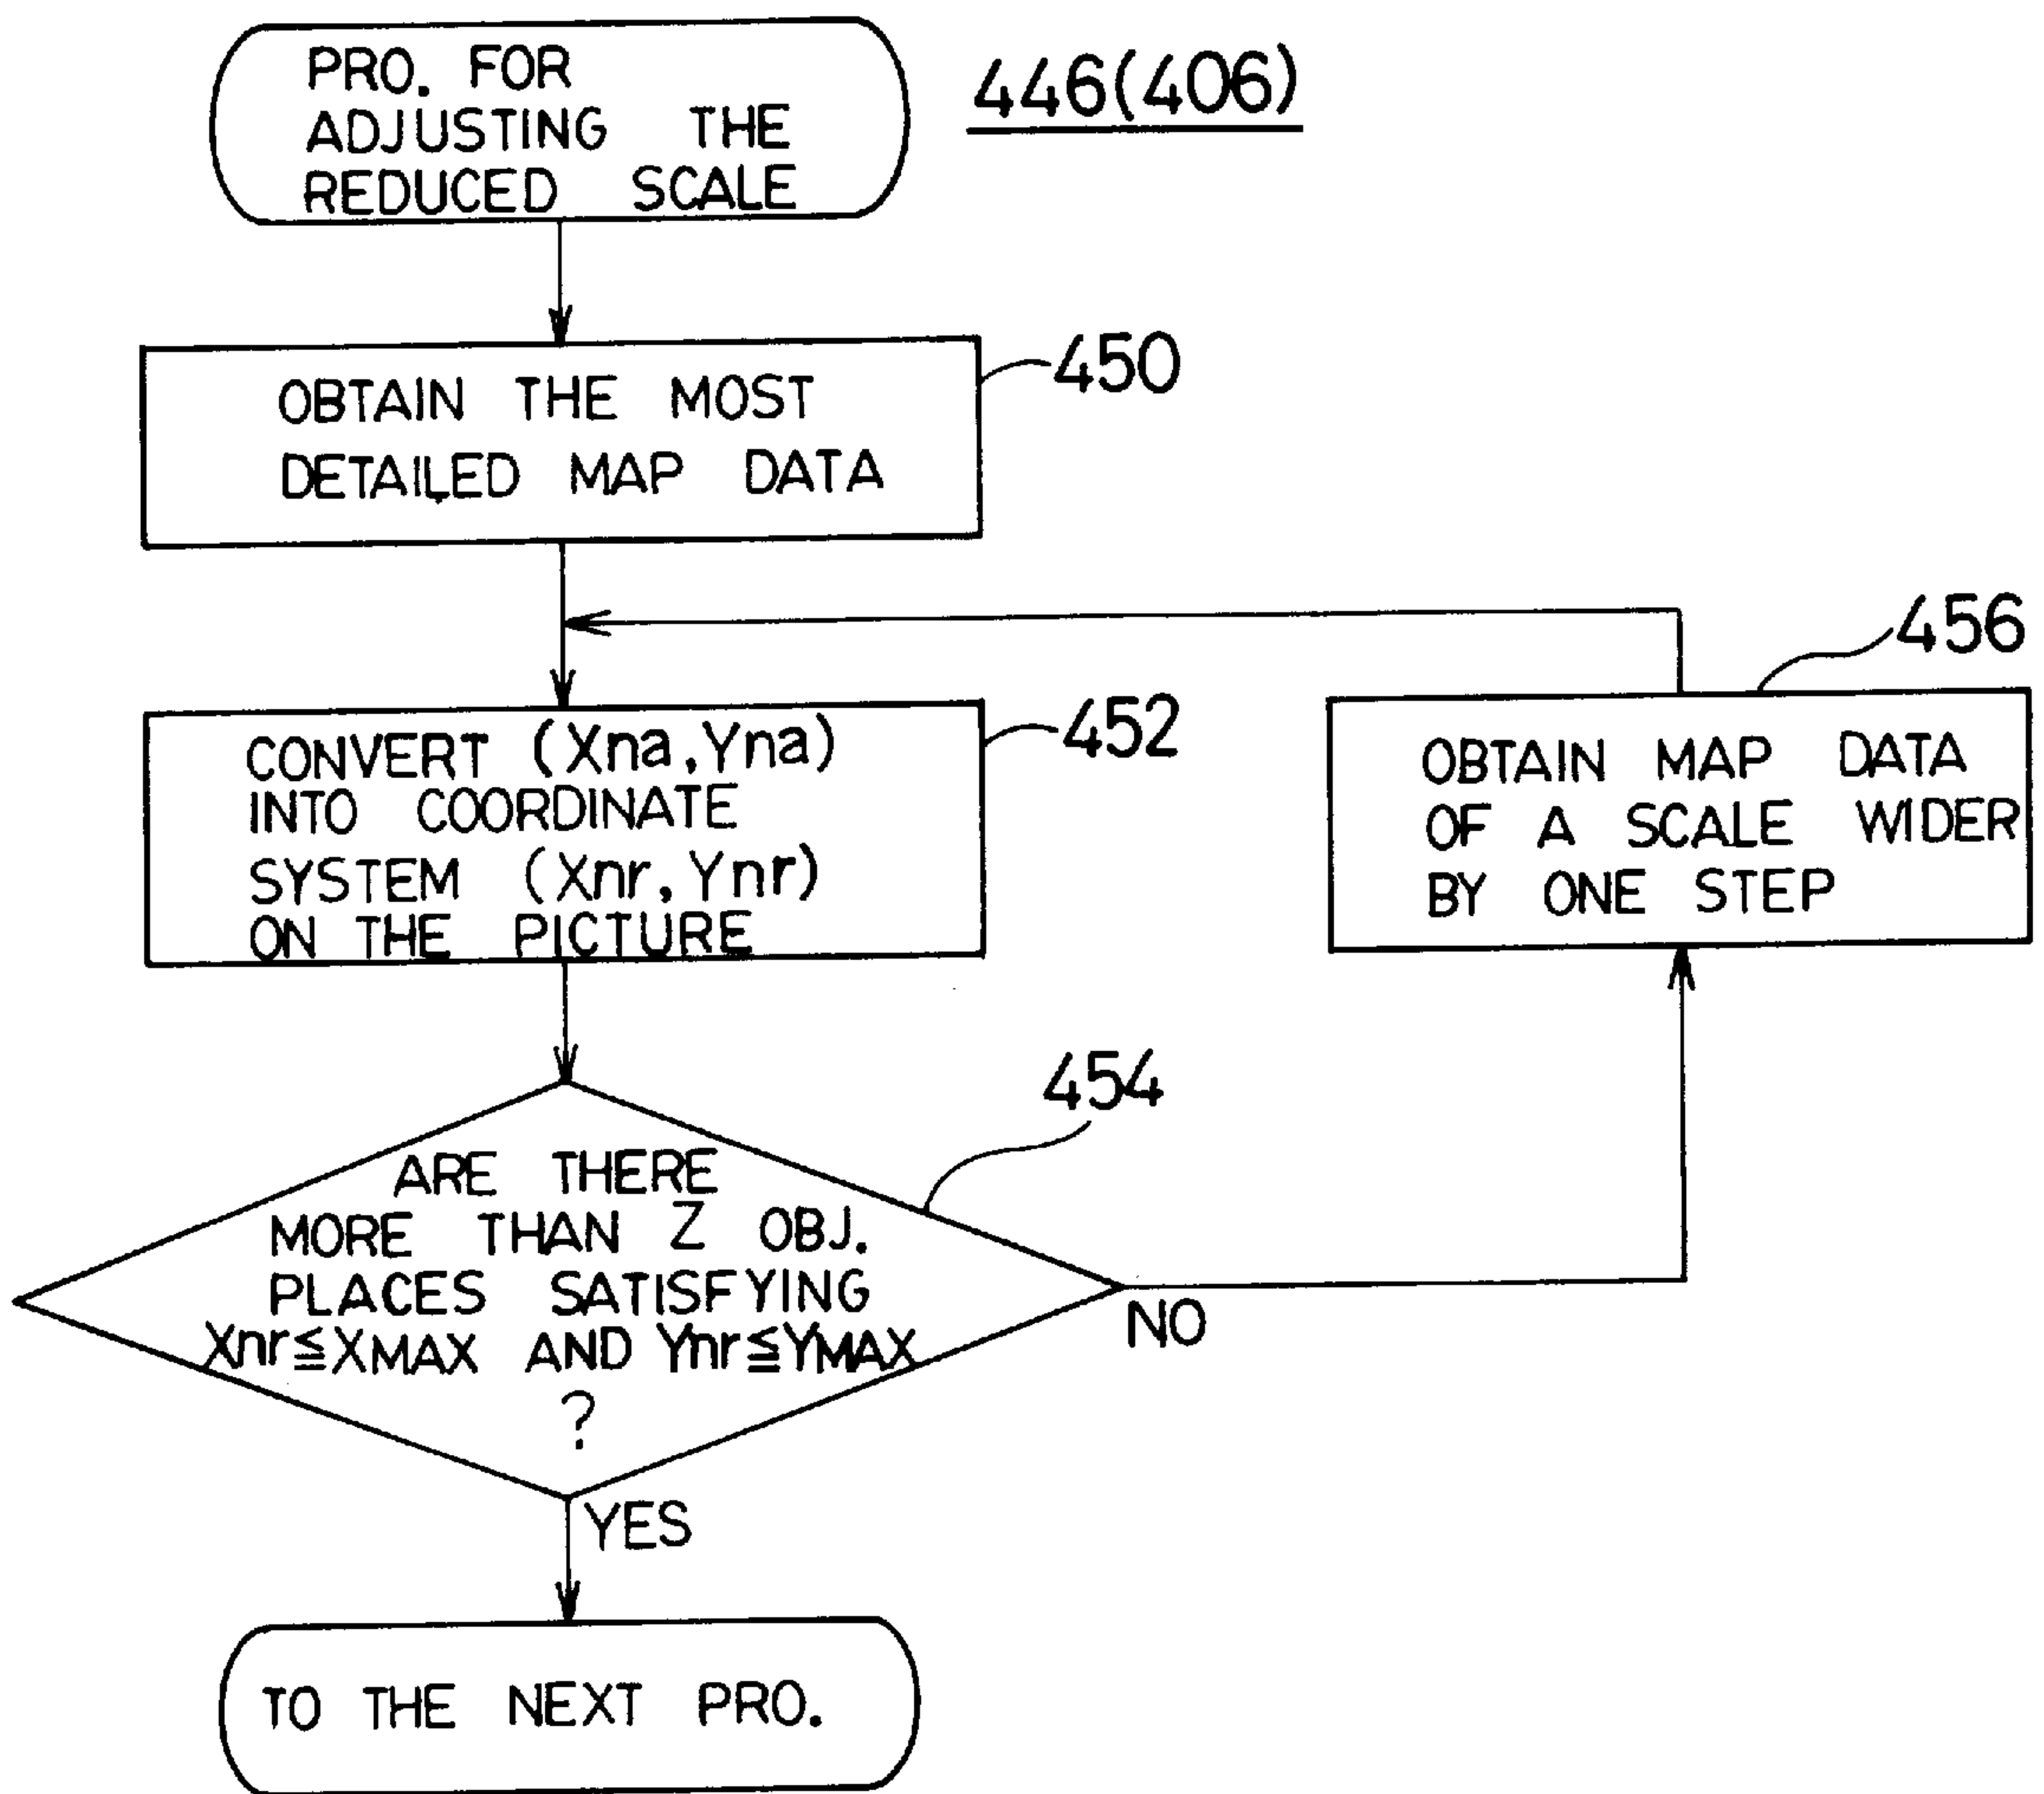 PRO. FOR
ADJUSTING THE
REDUCED SCALE
446(406)
OBTAIN THE MOST
DETAILED MAP DATA
450
CONVERT (Xna,Yna)
INTO COORDINATE
SYSTEM (Xnr,Ynr)
ON THE PICTURE
452
OBTAIN MAP DATA
OF A SCALE WIDER
BY ONE STEP
456
ARE THERE
MORE THAN Z OBJ.
PLACES SATISFYING
Xnr≦XMAX AND Ynr≦YMAX
?
454
NO
YES
TO THE NEXT PRO.